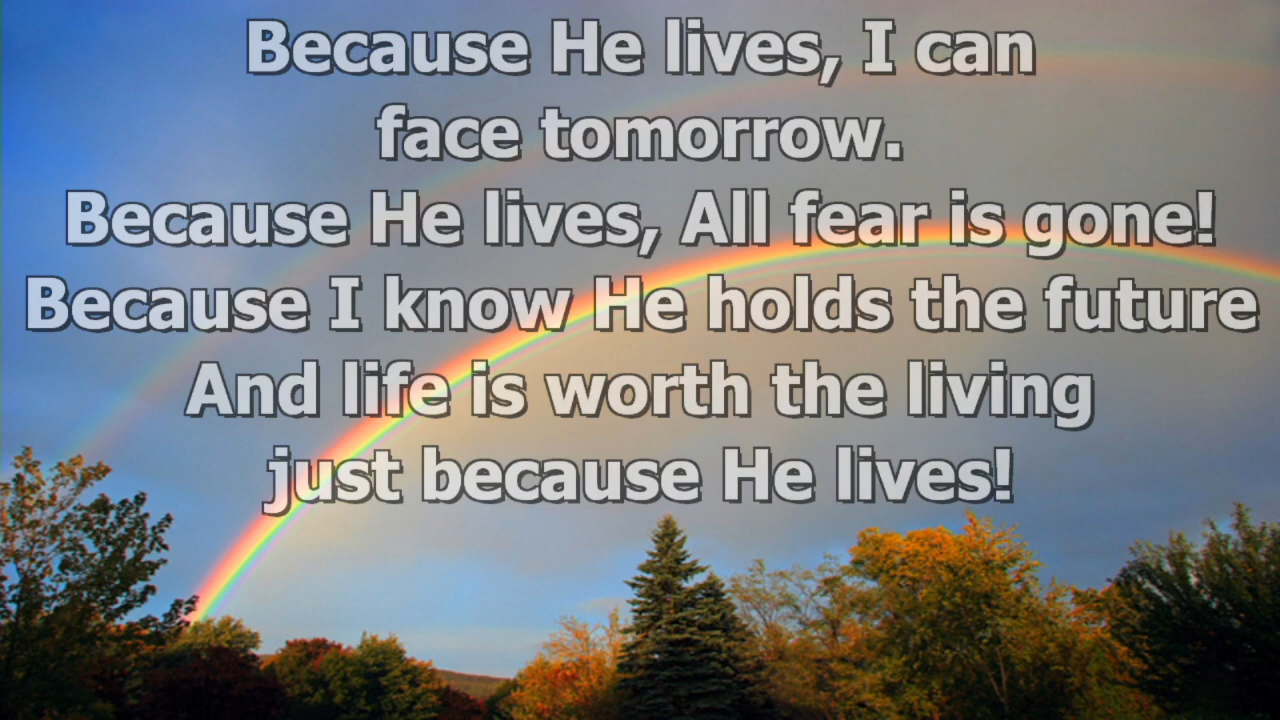 Because He lives, I can
face tomorrow.
Because He lives, All fear is gone!
Because I know He holds the future
And life is worth the living
just because He lives!